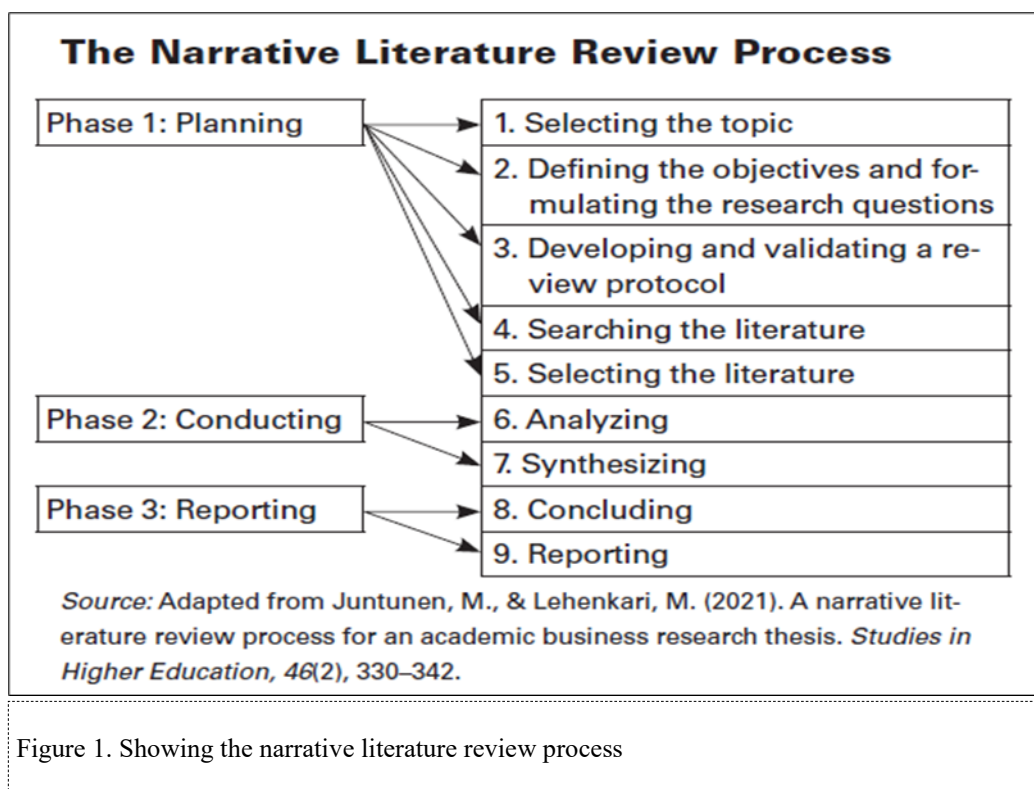 The Narrative Literature Review Process
Phase 1: Planning
1. Selecting the topic
2. Defining the objectives and for-
mulating the research questions
3. Developing and validating a re-
view protocol
4. Searching the literature
5. Selecting the literature
Phase 2: Conducting
6. Analyzing
7. Synthesizing
Phase 3: Reporting
8. Concluding
9. Reporting
Source: Adapted from Juntunen, M., & Lehenkari, M. (2021). A narrative lit-
erature review process for an academic business research thesis. Studies in
Higher Education, 46(2), 330–342.
Figure 1. Showing the narrative literature review process